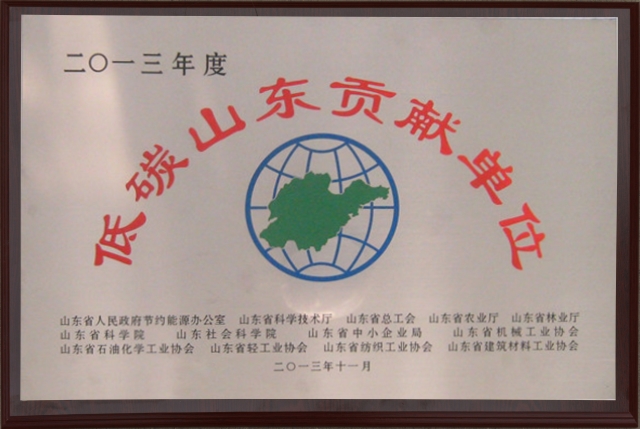 二〇一三年度
低碳山东贡献单位
山东省人民政府节约能源办公室 山东省科学技术厅 山东省总工会 山东省农业厅 山东省林业厅
山东省科学院 山东社会科学院 山东省中小企业局 山东省机械工业协会
山东省石油化学工业协会 山东省轻工业协会 山东省纺织工业协会 山东省建筑材料工业协会
二〇一三年十一月